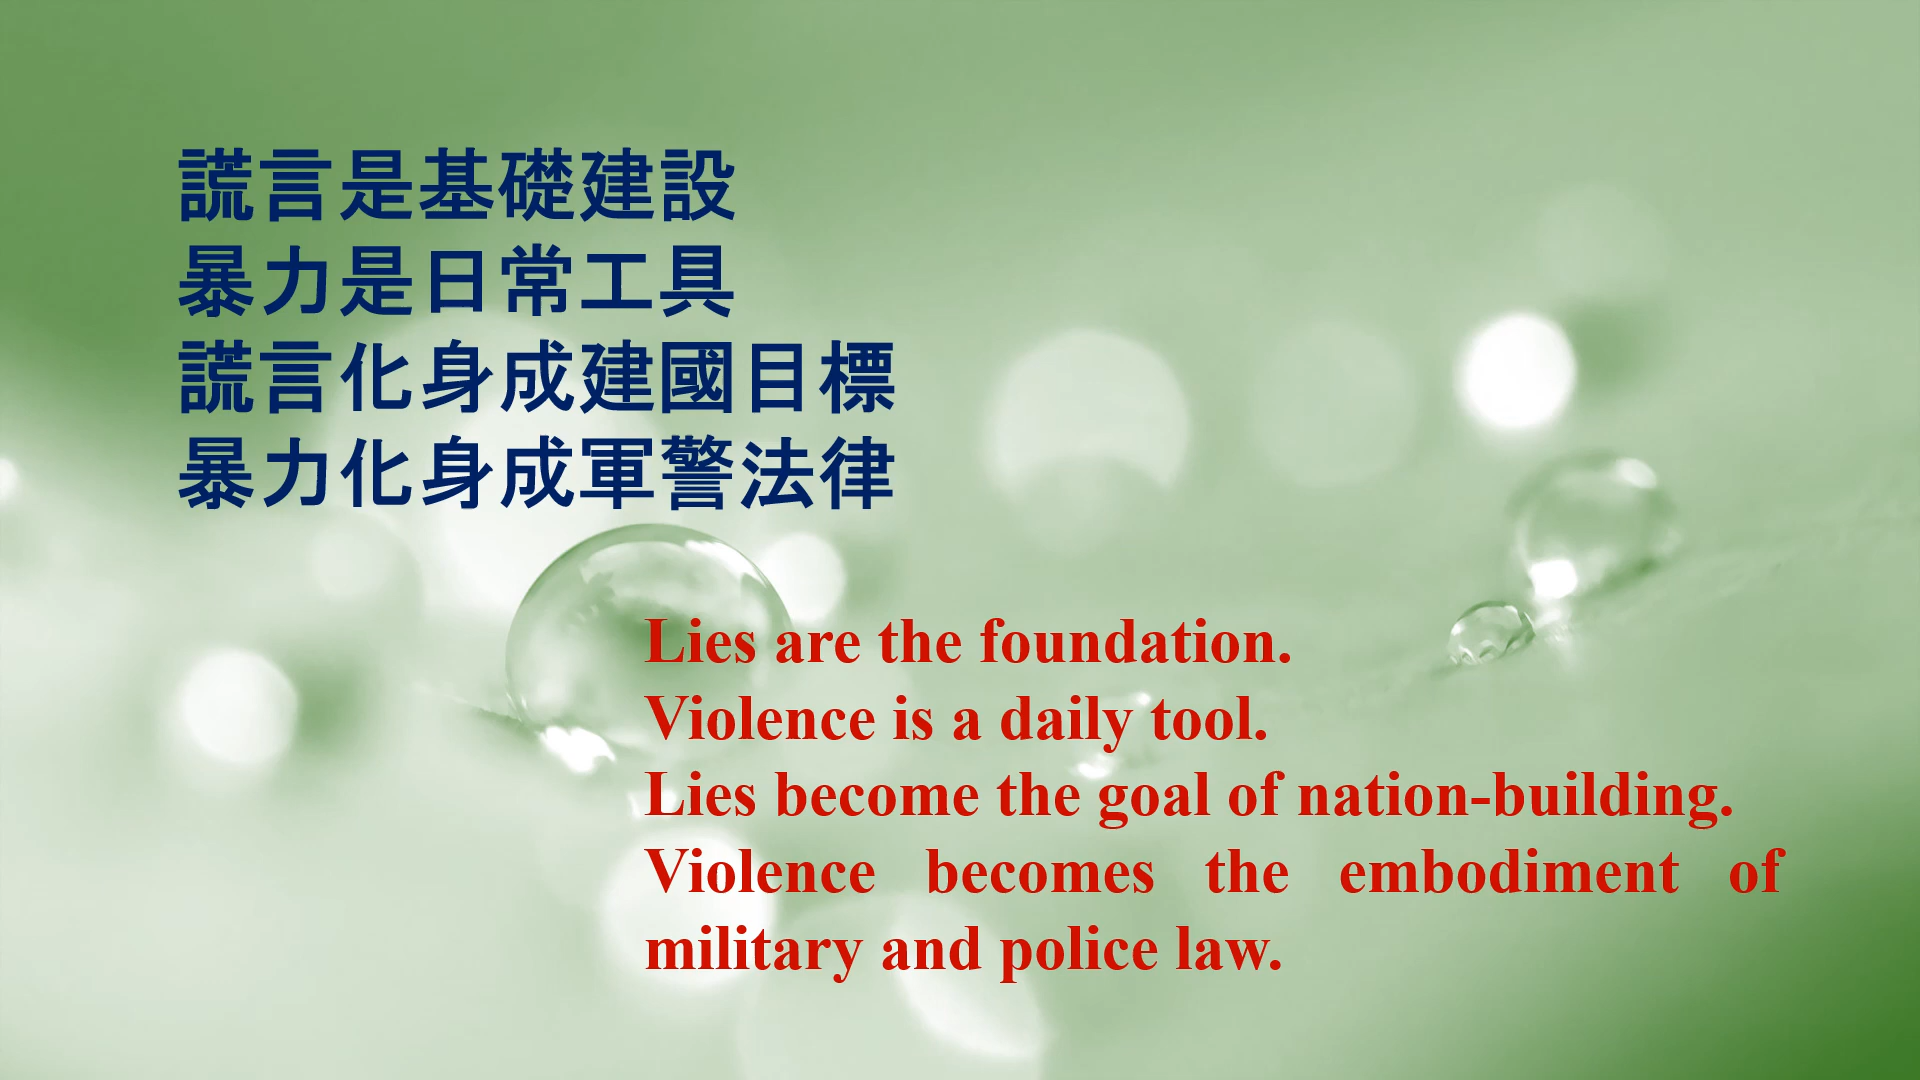 謊言是基礎建設
暴力是日常工具
謊言化身成建國目標
暴力化身成軍警法律
Lies are the foundation.
Violence is a daily tool.
Lies become the goal of nation-building.
Violence becomes the embodiment of
military and police law.